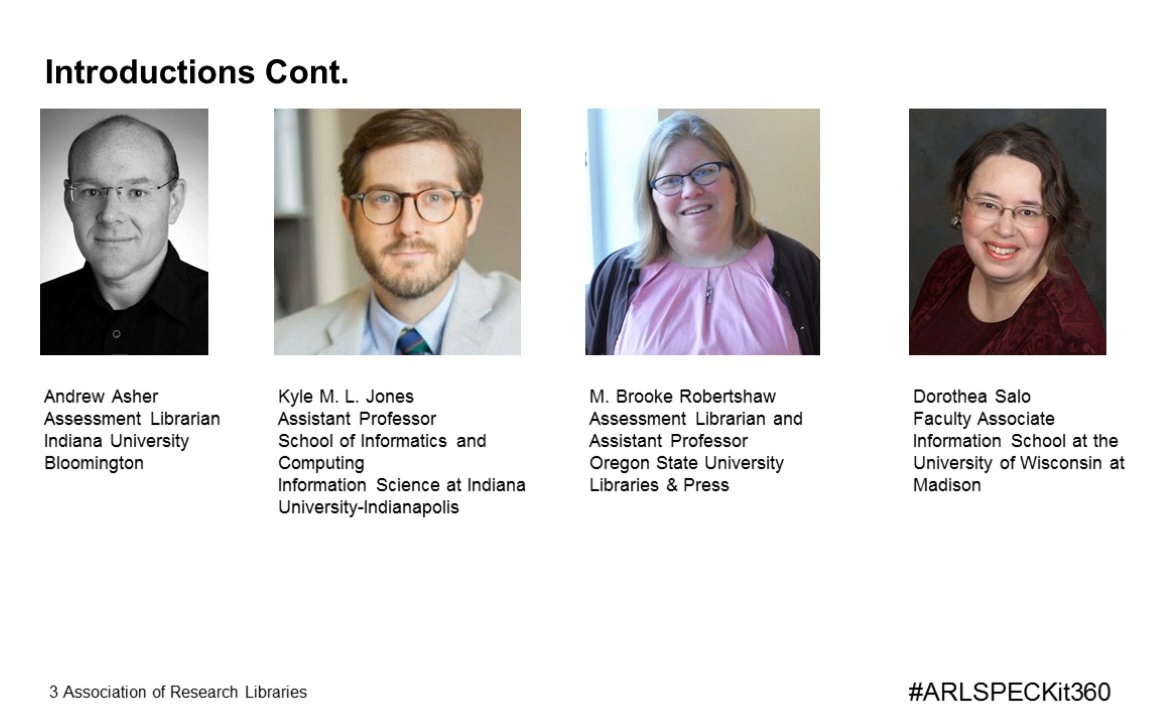 Introductions Cont.
Andrew Asher
Assessment Librarian
Indiana University
Bloomington
Kyle M. L. Jones
Assistant Professor
School of Informatics and
Computing
Information Science at Indiana
University-Indianapolis
M. Brooke Robertshaw
Assessment Librarian and
Assistant Professor
Oregon State University
Libraries & Press
Dorothea Salo
Faculty Associate
Information School at the
University of Wisconsin at
Madison
3 Association of Research Libraries
#ARLSPECKit360